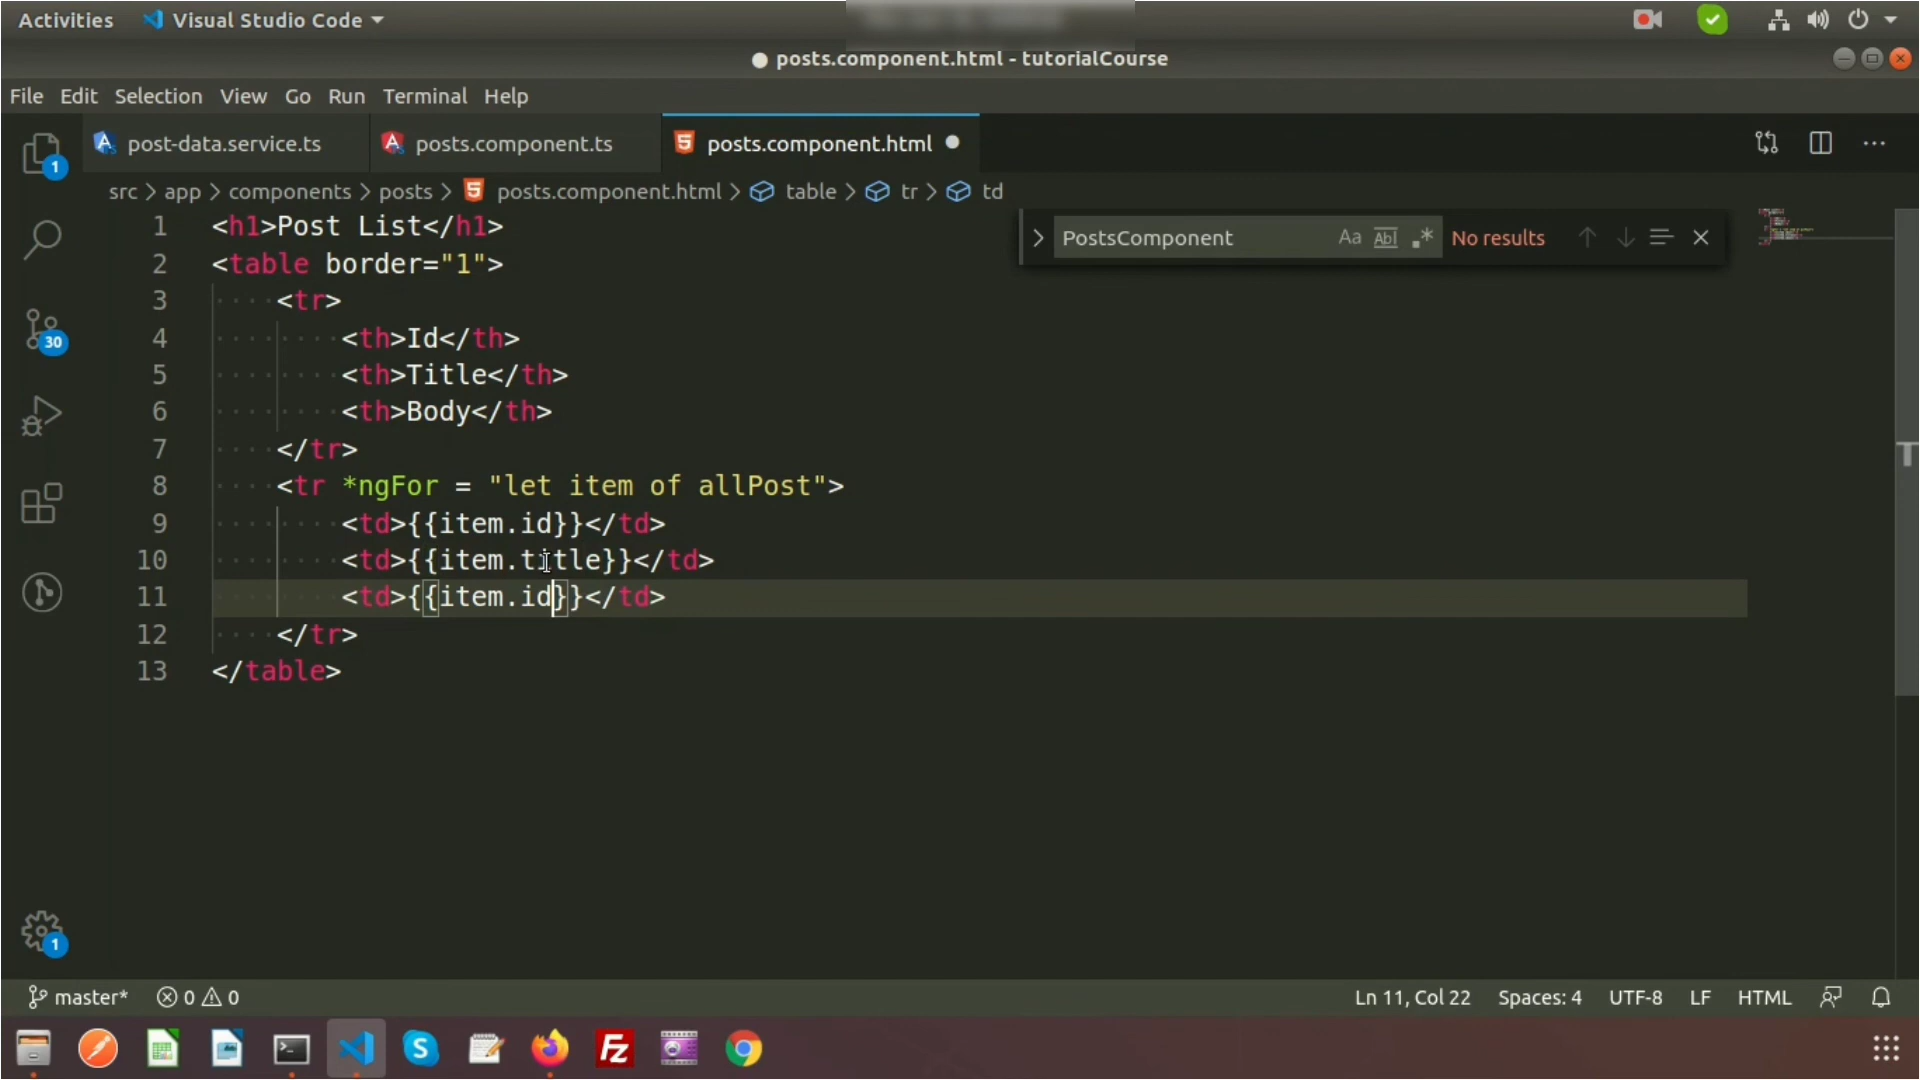 Activities Visual Studio Code
posts.component.html - tutorialCourse
File Edit Selection View Go Run Terminal Help
1 post-data.service.ts posts.component.ts posts.component.html
src > app > components > posts > posts.component.html > table > tr > td
PostsComponent Aa Abl .* No results
1 <h1>Post List</h1>
2 <table border="1">
3 <tr>
4 <th>Id</th>
5 <th>Title</th>
6 <th>Body</th>
7 </tr>
8 <tr *ngFor = "let item of allPost">
9 <td>{{item.id}}</td>
10 <td>{{item.title}}</td>
11 <td>{{item.id}}</td>
12 </tr>
13 </table>
30
1
master* 0 0 Ln 11, Col 22 Spaces: 4 UTF-8 LF HTML
S FZ